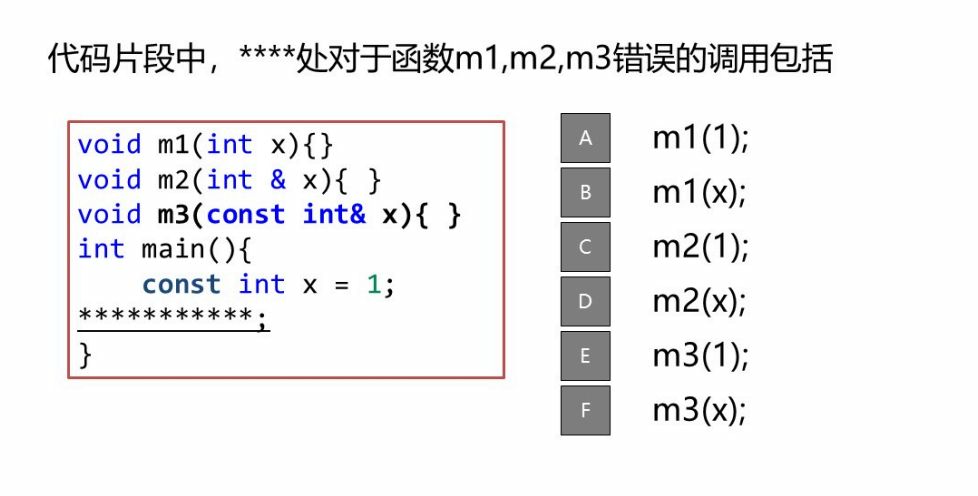 代码片段中，****处对于函数m1,m2,m3错误的调用包括
void m1(int x){}
void m2(int & x){ }
void m3(const int& x){ }
int main(){
const int x = 1;
***********;
}
A m1(1);
B m1(x);
C m2(1);
D m2(x);
E m3(1);
F m3(x);